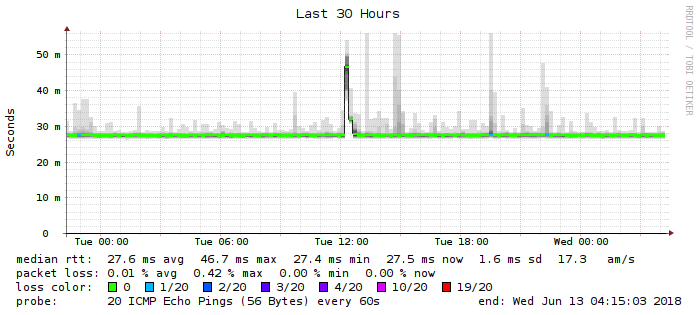 Last 30 Hours
RRDTOOL / TOBI OETIKER
Seconds
50 m
40 m
30 m
20 m
10 m
0
Tue 00:00 Tue 06:00 Tue 12:00 Tue 18:00 Wed 00:00
median rtt: 27.6 ms avg 46.7 ms max 27.4 ms min 27.5 ms now 1.6 ms sd 17.3 am/s
packet loss: 0.01 % avg 0.42 % max 0.00 % min 0.00 % now
loss color: 0 1/20 2/20 3/20 4/20 10/20 19/20
probe: 20 ICMP Echo Pings (56 Bytes) every 60s end: Wed Jun 13 04:15:03 2018